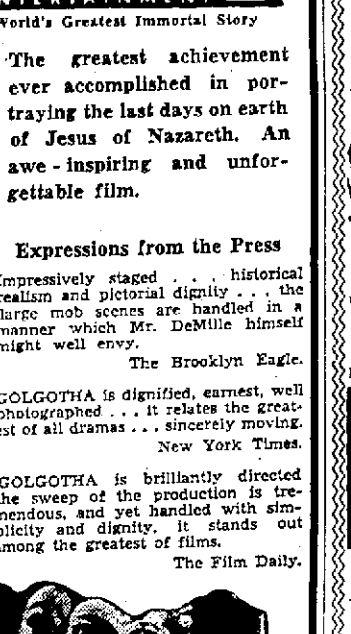 ENTERTAINMENT
World's Greatest Immortal Story
The greatest achievement
ever accomplished in por-
traying the last days on earth
of Jesus of Nazareth. An
awe - inspiring and unfor-
gettable film.
Expressions from the Press
Impressively staged . . . historical
realism and pictorial dignity . . . the
large mob scenes are handled in a
manner which Mr. DeMille himself
might well envy.
The Brooklyn Eagle.
GOLGOTHA is dignified, earnest, well
photographed . . . it relates the great-
est of all dramas . . . sincerely moving.
New York Times.
GOLGOTHA is brilliantly directed
the sweep of the production is tre-
mendous, and yet handled with sim-
plicity and dignity. it stands out
among the greatest of films.
The Film Daily.